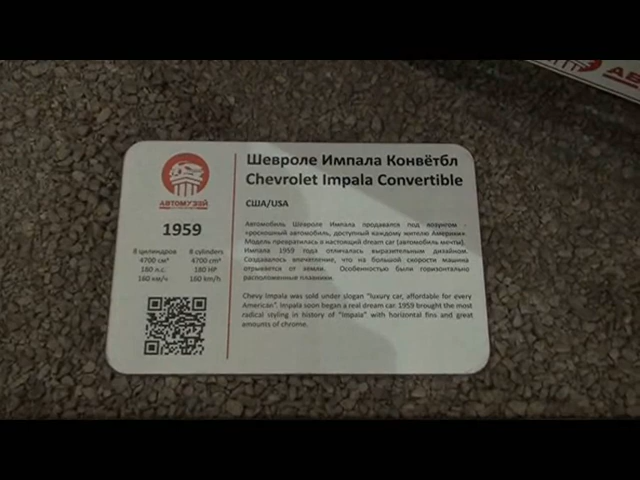 Шевроле Импала Конвётбл
Chevrolet Impala Convertible
США/USA
АВТОМУЗЭЙ
1959
8 цилиндров 8 cylinders
4700 см³ 4700 cm³
160 л.с 180 HP
160 км/ч 160 km/h
Автомобиль Шевроле Импала продавался под лозунгом -
«роскошный автомобиль, доступный каждому жителю Америки».
Модель превратилась в настоящий dream car (автомобиль мечты).
Импала 1959 года отличалась выразительным дизайном.
Создавалось впечатление, что на большой скорости машина
отрывается от земли. Особенностью были горизонтально
расположенные плавники.
Chevy Impala was sold under slogan "luxury car, affordable for every
American". Impala soon began a real dream car. 1959 brought the most
radical styling in history of "Impala" with horizontal fins and great
amounts of chrome.